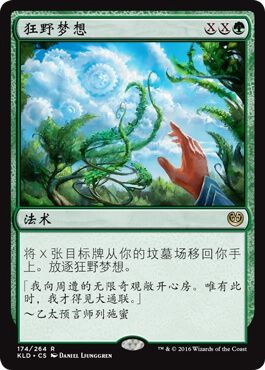 狂野梦想 XXG
法术
将X张目标牌从你的坟墓场移回你手
上。放逐狂野梦想。
「我向周遭的无限奇观敞开心房。唯有此
时，我才得见大通联。」
～乙太预言师列施蜜
174/264 R
KLD • CS DANIEL LJUNGGREN
™ & © 2016 Wizards of the Coast